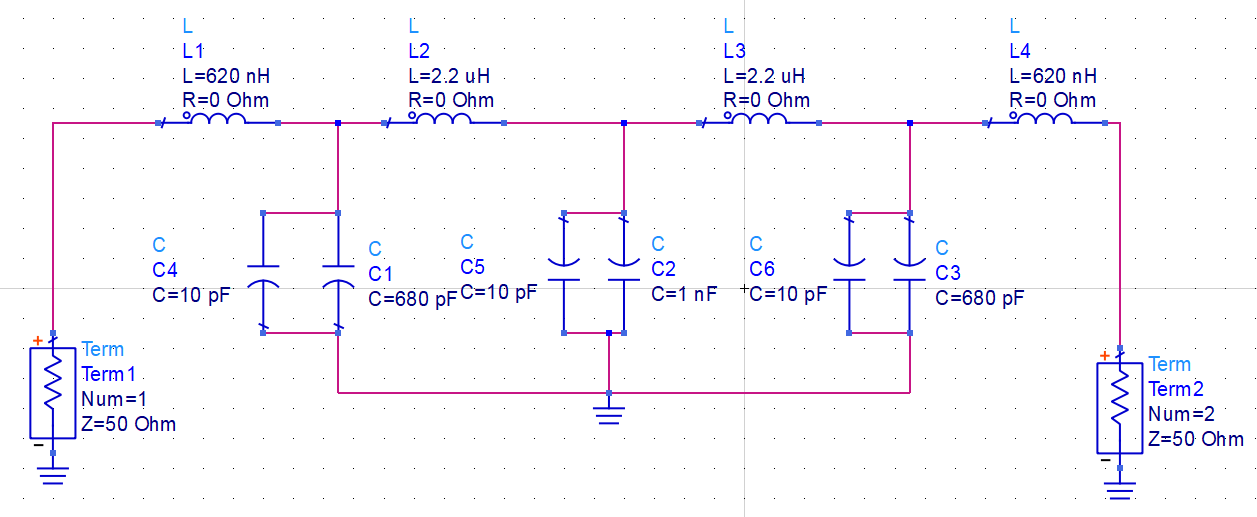 L
L1
L=620 nH
R=0 Ohm
L
L2
L=2.2 uH
R=0 Ohm
L
L3
L=2.2 uH
R=0 Ohm
L
L4
L=620 nH
R=0 Ohm
C
C4
C=10 pF
C
C1
C=680 pF
C
C5
C=10 pF
C
C2
C=1 nF
C
C6
C=10 pF
C
C3
C=680 pF
+
Term
Term1
Num=1
Z=50 Ohm
−
+
Term
Term2
Num=2
Z=50 Ohm
−